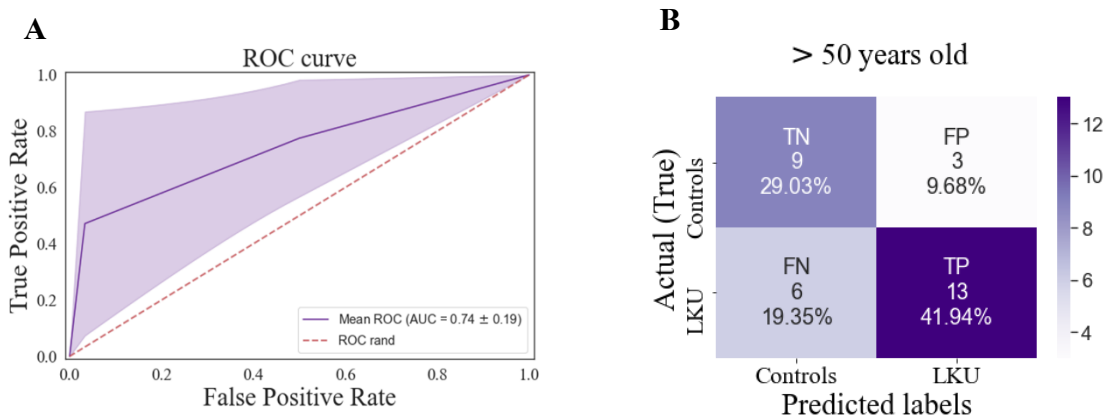 A
ROC curve
True Positive Rate
1.0
0.8
0.6
0.4
0.2
0.0
Mean ROC (AUC = 0.74 ± 0.19)
ROC rand
0.0 0.2 0.4 0.6 0.8 1.0
False Positive Rate
B
> 50 years old
Actual (True)
Controls
LKU
TN
9
29.03%
FP
3
9.68%
FN
6
19.35%
TP
13
41.94%
12
10
8
6
4
Controls LKU
Predicted labels